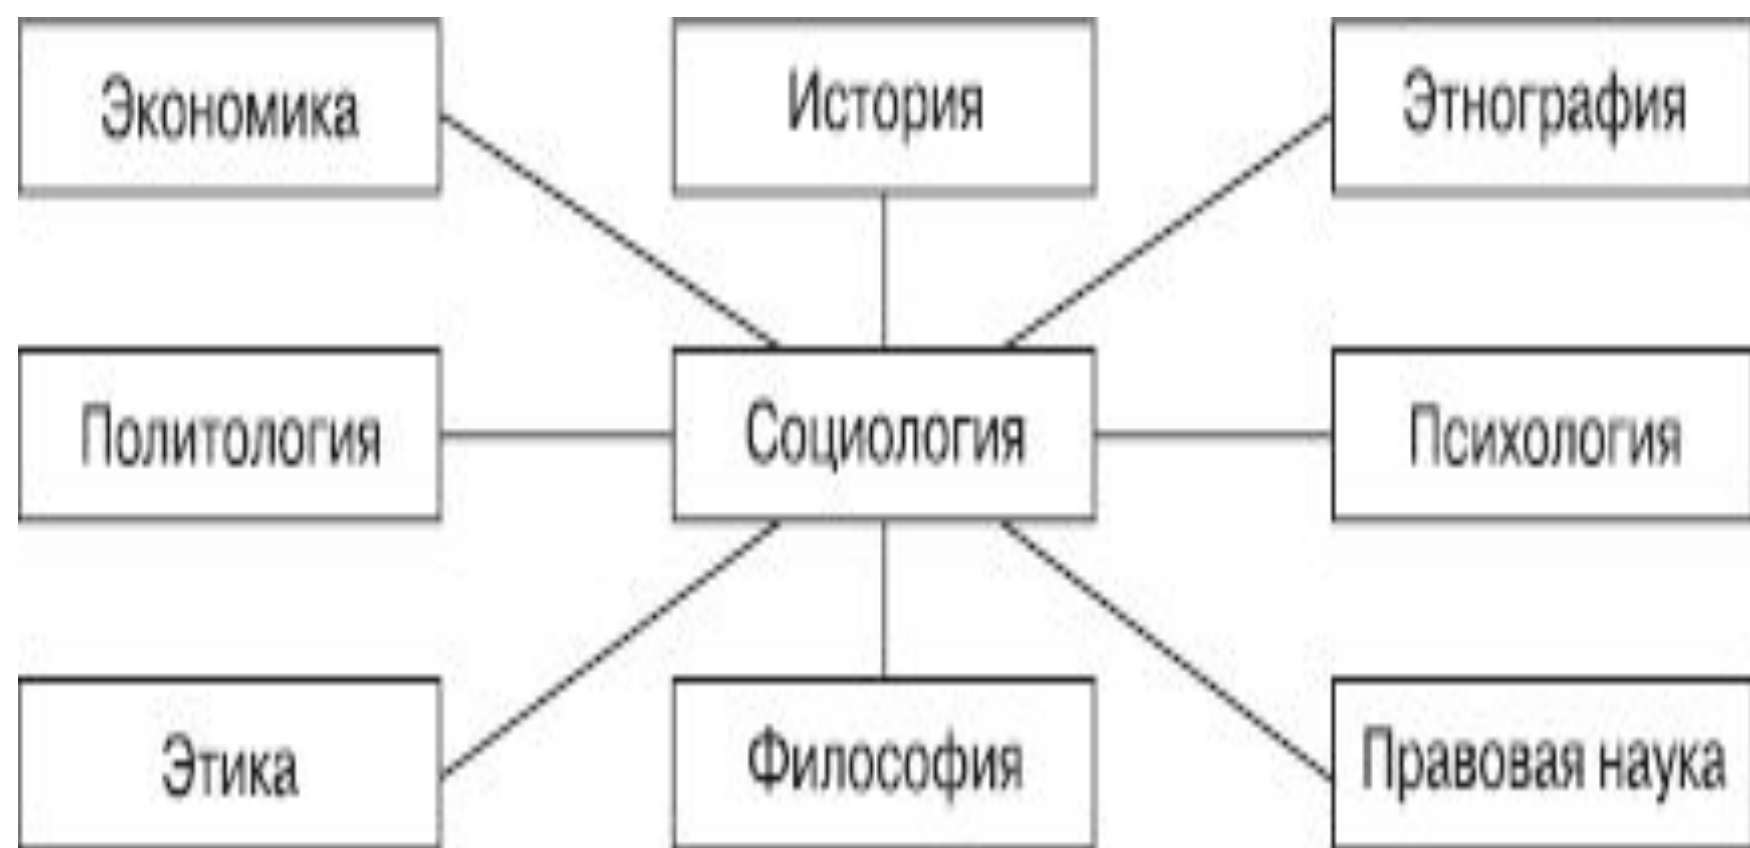 Экономика
История
Этнография
Политология
Социология
Психология
Этика
Философия
Правовая наука